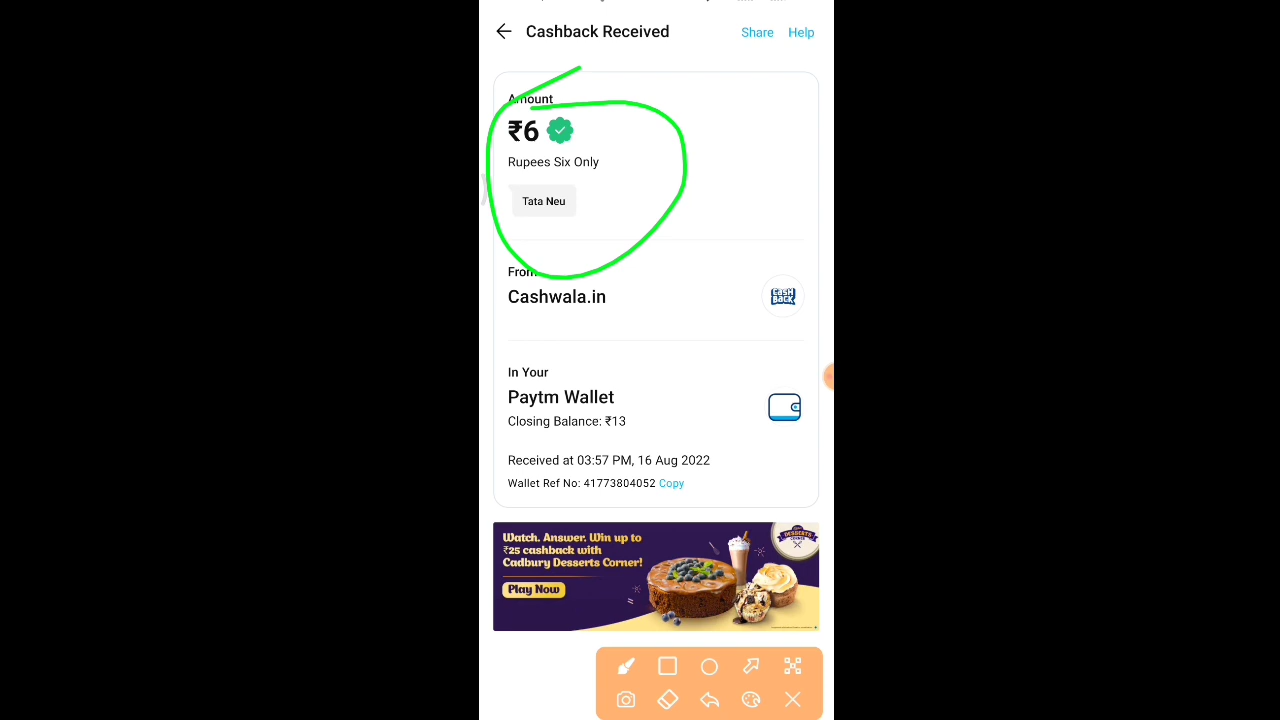 Cashback Received
Share Help
Amount
₹6
Rupees Six Only
Tata Neu
From
Cashwala.in
CASH
BACK
In Your
Paytm Wallet
Closing Balance: ₹13
Received at 03:57 PM, 16 Aug 2022
Wallet Ref No: 41773804052 Copy
Watch. Answer. Win up to
₹25 cashback with
Cadbury Desserts Corner!
Play Now
DESSERTS
CORNER